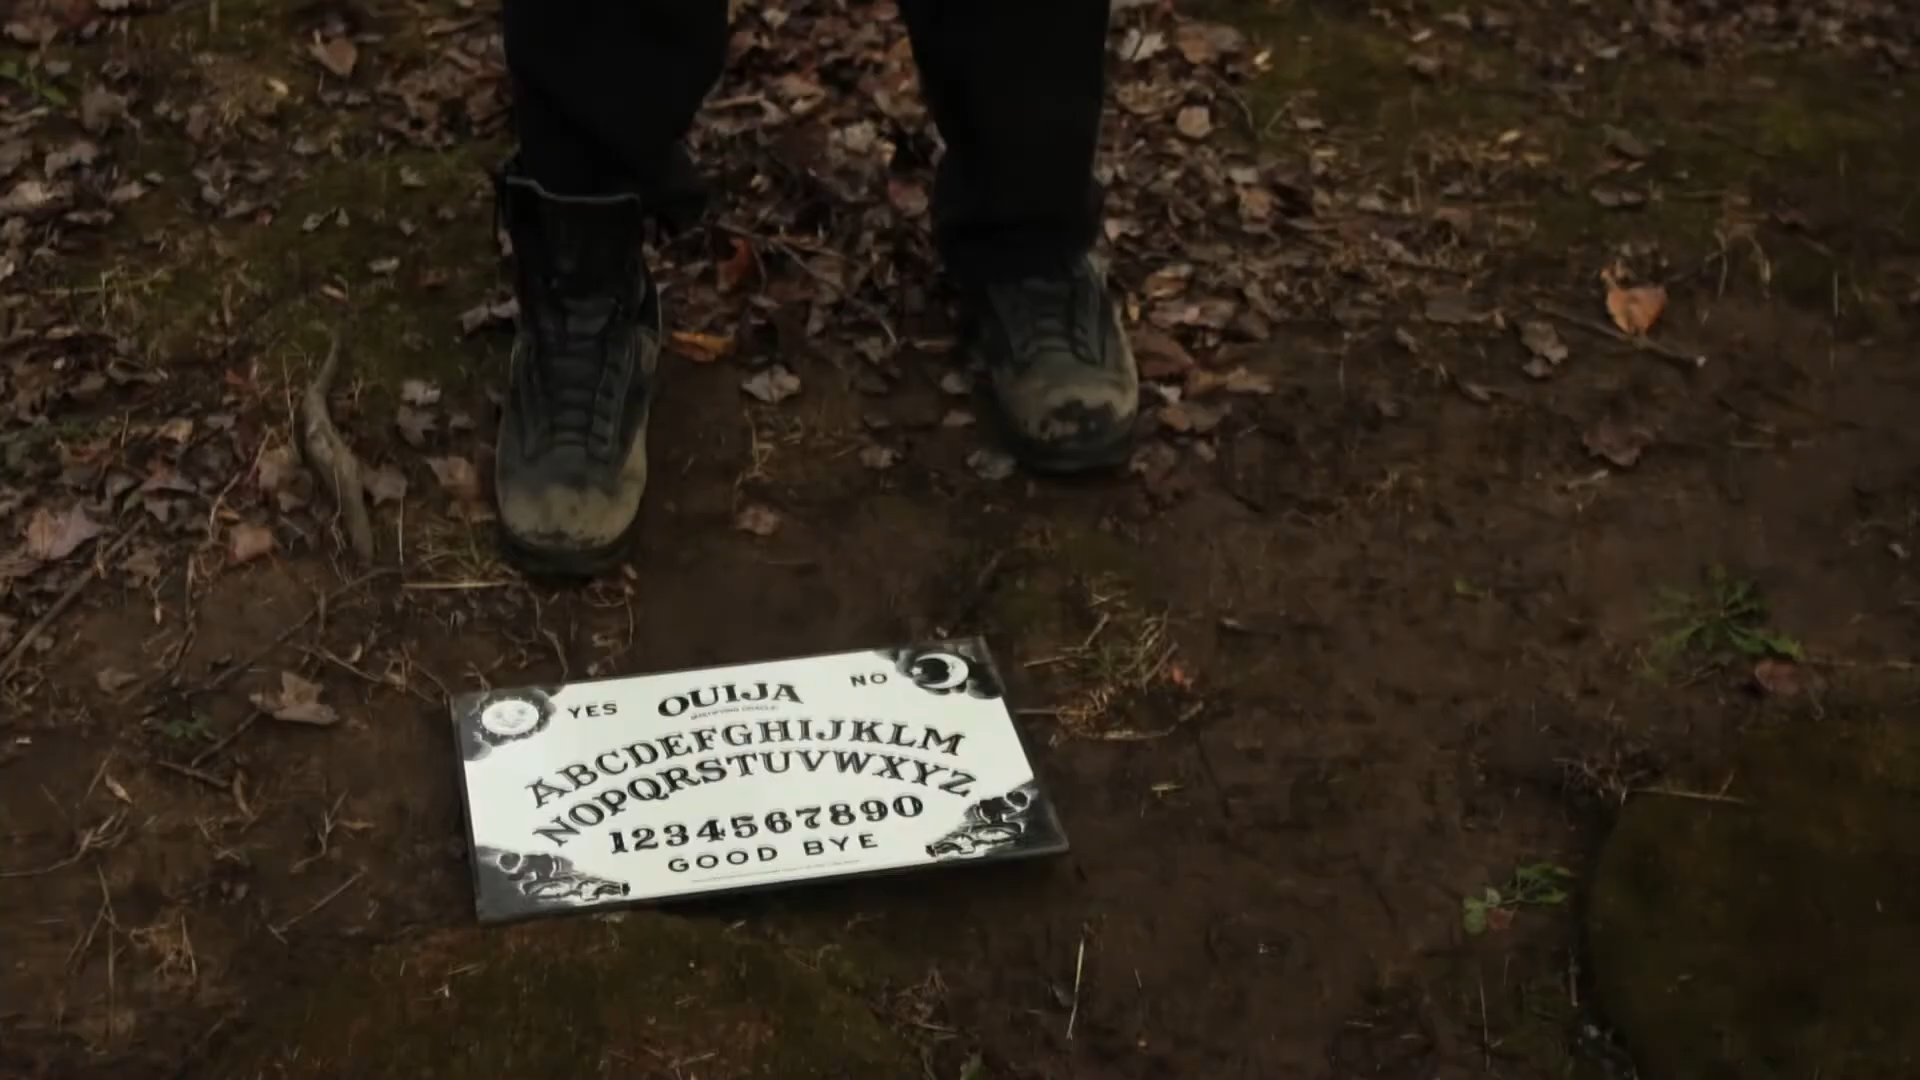 YES OUIJA NO
ABCDEFGHIJKLM
NOPQRSTUVWXYZ
1234567890
GOOD BYE